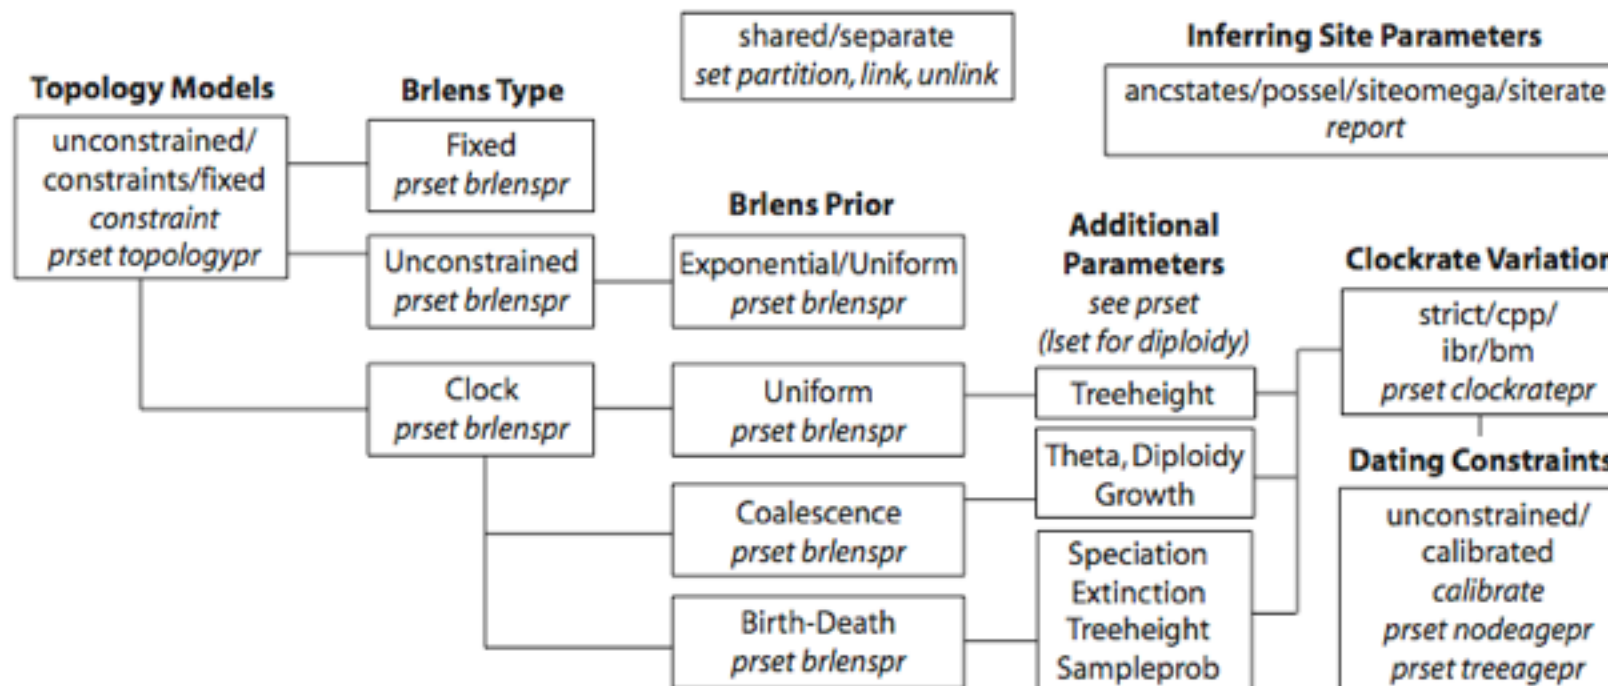 shared/separate
set partition, link, unlink
Inferring Site Parameters
ancstates/possel/siteomega/siterate
report
Topology Models
unconstrained/
constraints/fixed
constraint
prset topologypr
Brlens Type
Fixed
prset brlenspr
Unconstrained
prset brlenspr
Clock
prset brlenspr
Brlens Prior
Exponential/Uniform
prset brlenspr
Uniform
prset brlenspr
Coalescence
prset brlenspr
Birth-Death
prset brlenspr
Additional
Parameters
see prset
(lset for diploidy)
Treeheight
Theta, Diploidy
Growth
Speciation
Extinction
Treeheight
Sampleprob
Clockrate Variation
strict/cpp/
ibr/bm
prset clockratepr
Dating Constraints
unconstrained/
calibrated
calibrate
prset nodeagepr
prset treeagepr